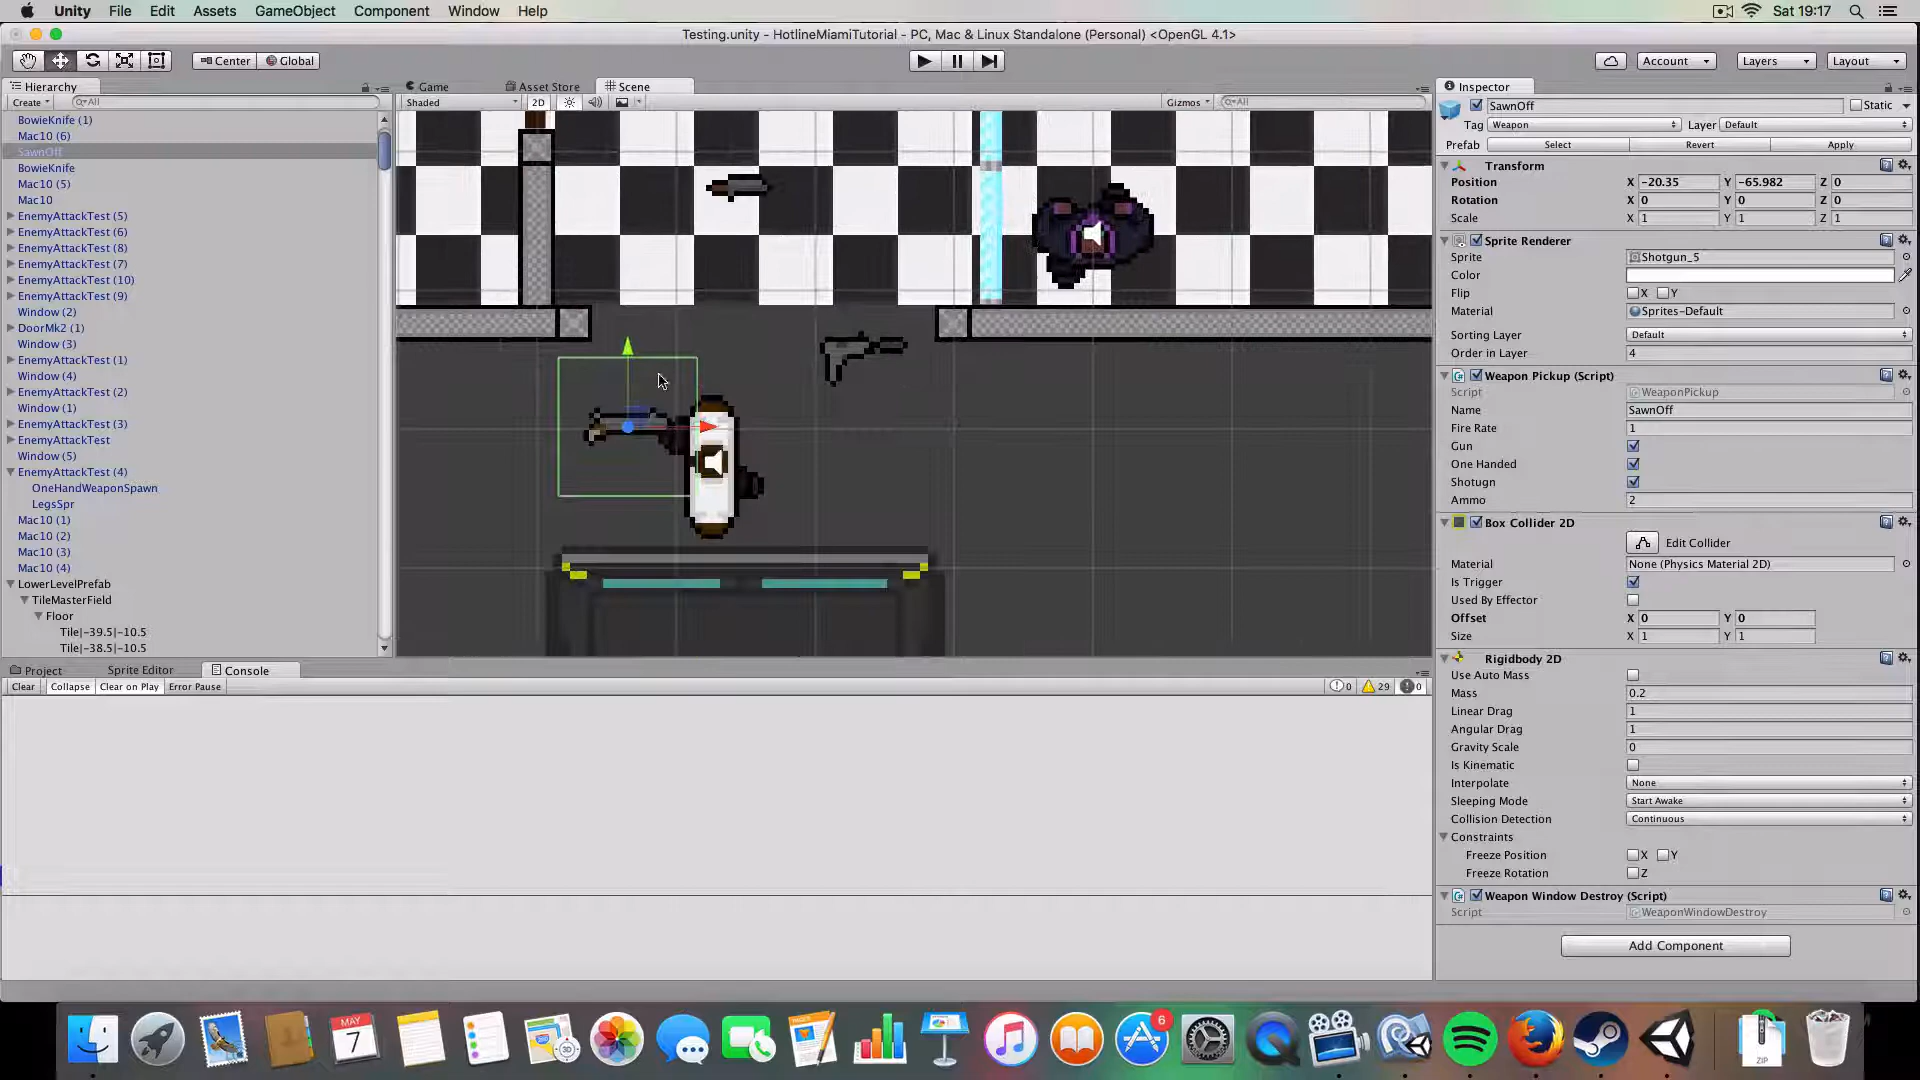 Unity File Edit Assets GameObject Component Window Help Sat 19:17
Testing.unity - HotlineMiamiTutorial - PC, Mac & Linux Standalone (Personal) <OpenGL 4.1>
Center Global Account Layers Layout
Hierarchy
Create All
BowieKnife (1)
Mac10 (6)
SawnOff
BowieKnife
Mac10 (5)
Mac10
EnemyAttackTest (5)
EnemyAttackTest (6)
EnemyAttackTest (8)
EnemyAttackTest (7)
EnemyAttackTest (10)
EnemyAttackTest (9)
Window (2)
DoorMk2 (1)
Window (3)
EnemyAttackTest (1)
Window (4)
EnemyAttackTest (2)
Window (1)
EnemyAttackTest (3)
EnemyAttackTest
Window (5)
EnemyAttackTest (4)
OneHandWeaponSpawn
LegsSpr
Mac10 (1)
Mac10 (2)
Mac10 (3)
Mac10 (4)
LowerLevelPrefab
TileMasterField
Floor
Tile|-39.5|-10.5
Tile|-38.5|-10.5
Game Asset Store Scene
Shaded 2D Gizmos All
Project Sprite Editor Console
Clear Collapse Clear on Play Error Pause 0 29 0
Inspector
SawnOff Static
Tag Weapon Layer Default
Prefab Select Revert Apply
Transform
Position X -20.35 Y -65.982 Z 0
Rotation X 0 Y 0 Z 0
Scale X 1 Y 1 Z 1
Sprite Renderer
Sprite Shotgun_5
Color
Flip X Y
Material Sprites-Default
Sorting Layer Default
Order in Layer 4
Weapon Pickup (Script)
Script WeaponPickup
Name SawnOff
Fire Rate 1
Gun
One Handed
Shotugn
Ammo 2
Box Collider 2D
Edit Collider
Material None (Physics Material 2D)
Is Trigger
Used By Effector
Offset X 0 Y 0
Size X 1 Y 1
Rigidbody 2D
Use Auto Mass
Mass 0.2
Linear Drag 1
Angular Drag 1
Gravity Scale 0
Is Kinematic
Interpolate None
Sleeping Mode Start Awake
Collision Detection Continuous
Constraints
Freeze Position X Y
Freeze Rotation Z
Weapon Window Destroy (Script)
Script WeaponWindowDestroy
Add Component
MAY
7
6
ZIP